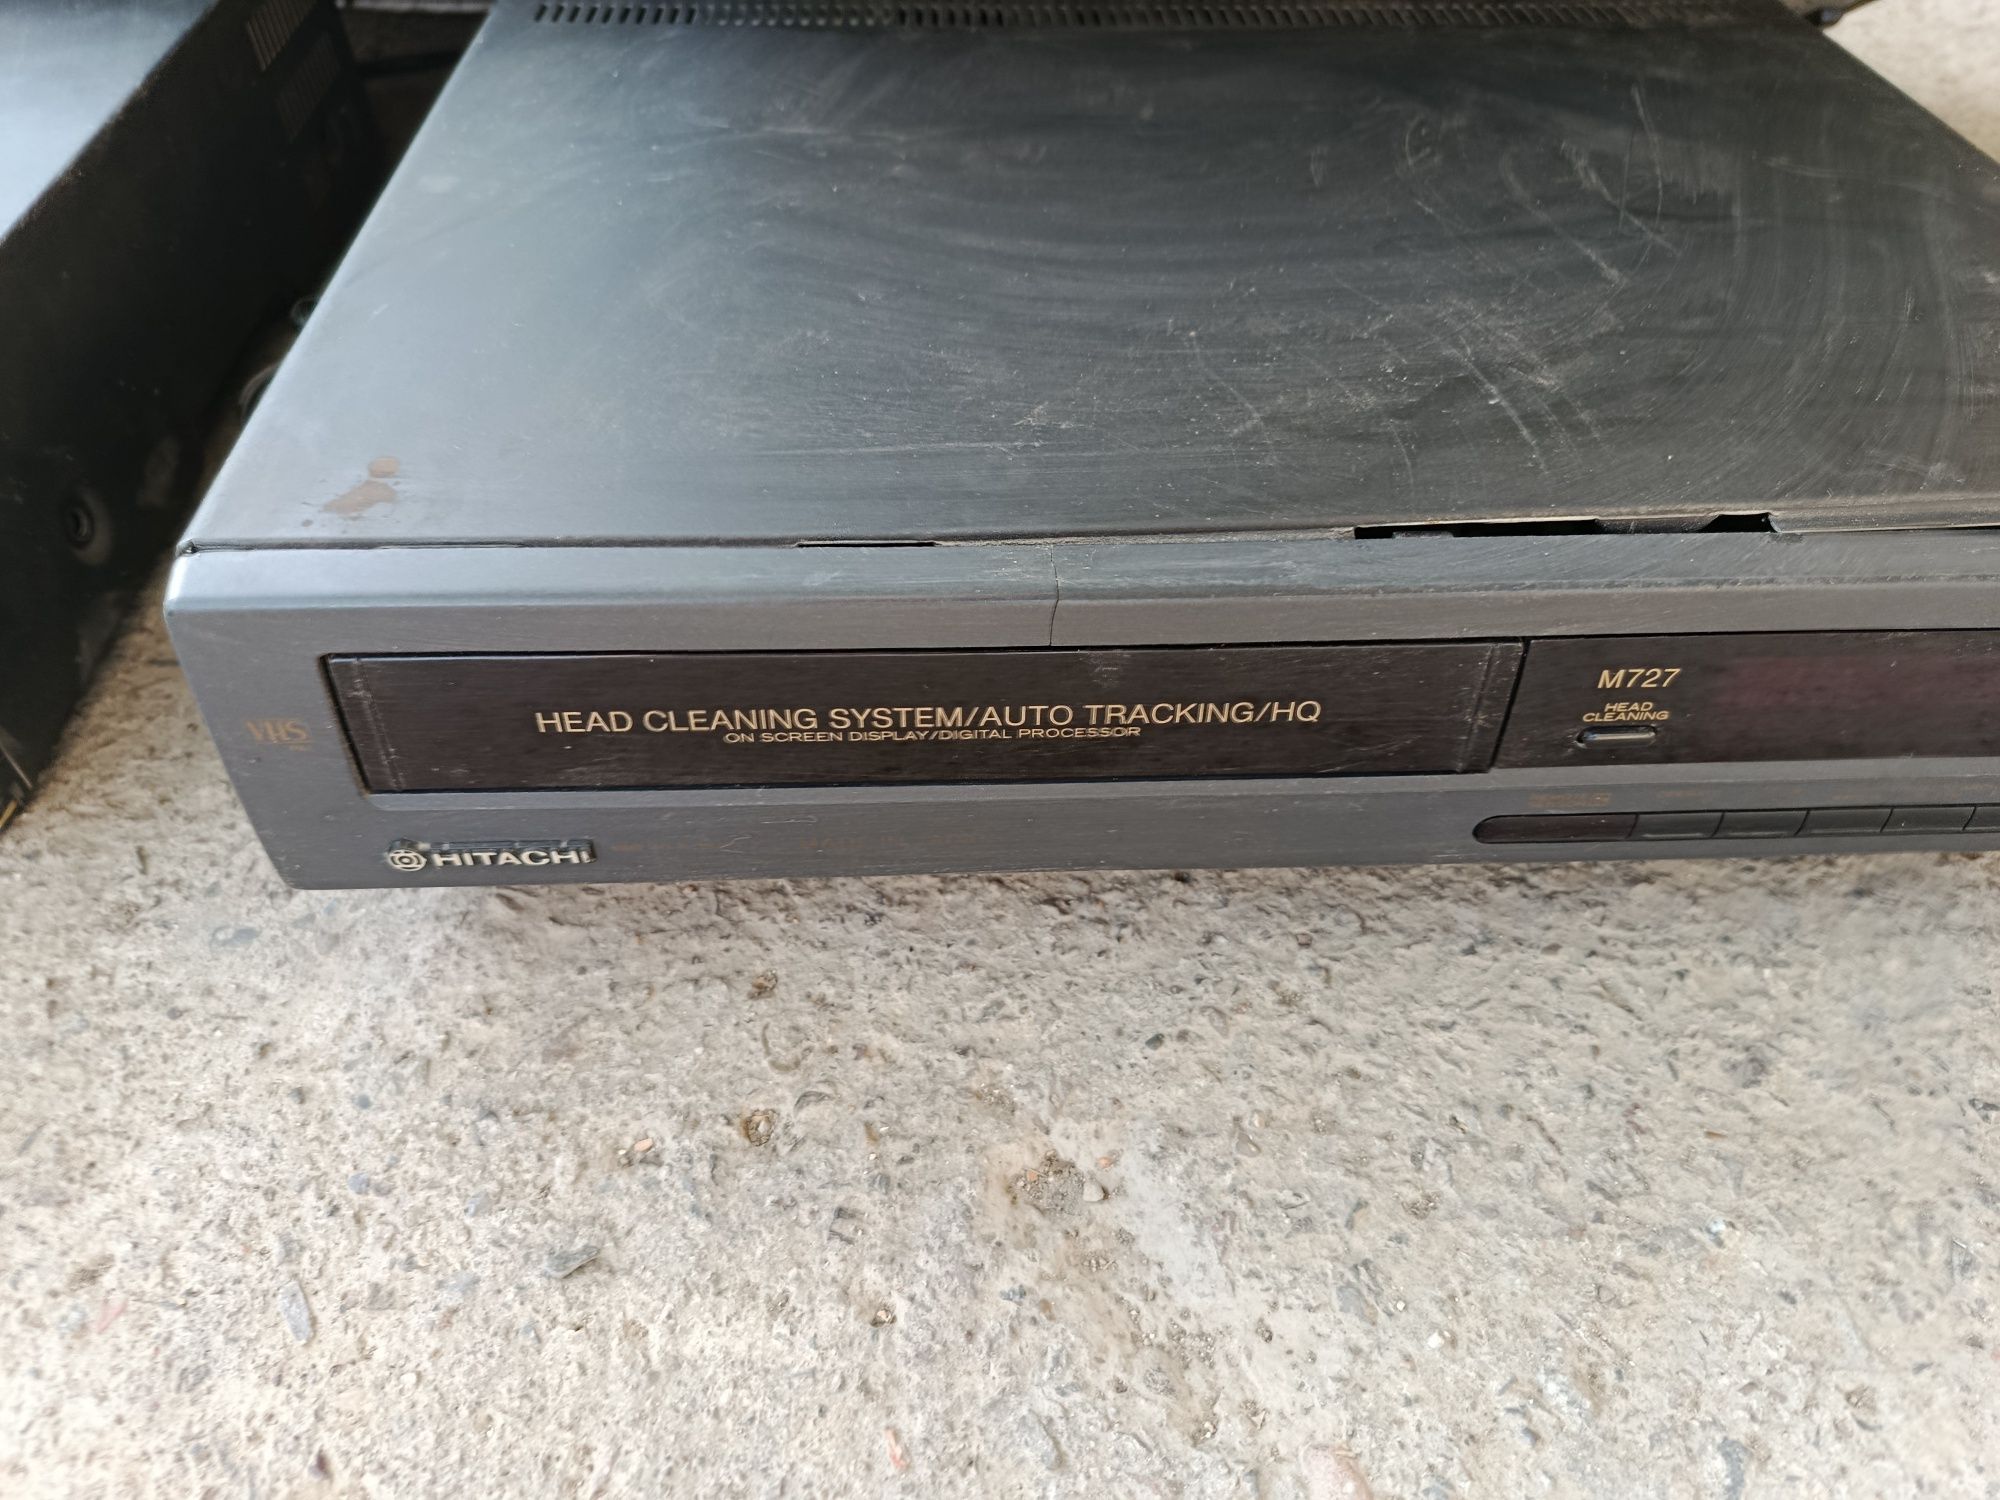 HEAD CLEANING SYSTEM/AUTO TRACKING/HQ
ON SCREEN DISPLAY/DIGITAL PROCESSOR
M727
HEAD
CLEANING
VHS
HITACHI